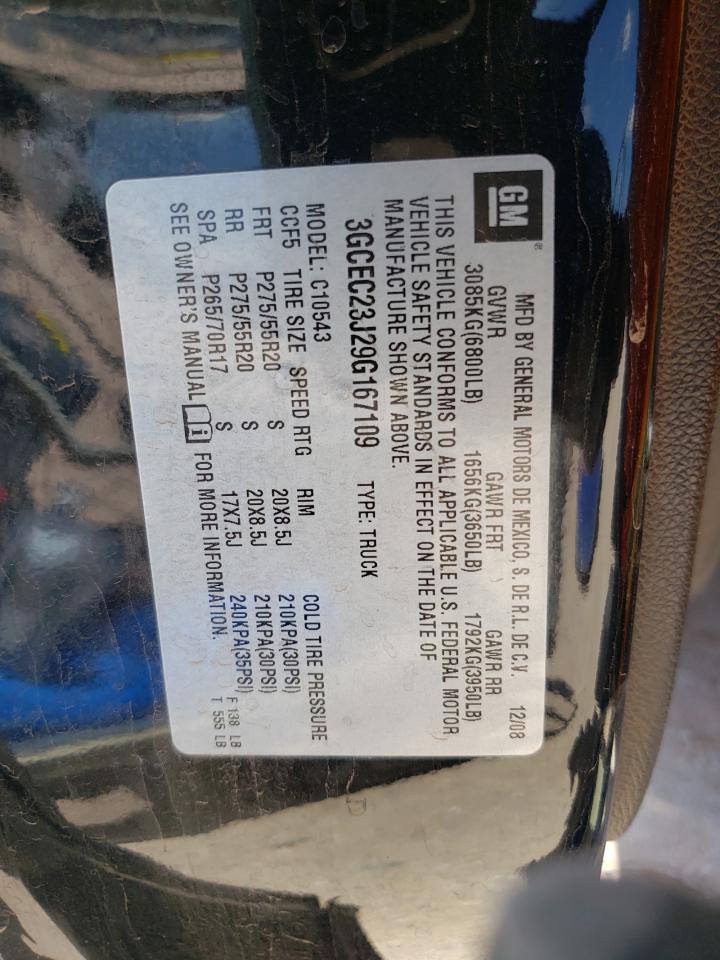 GM®
MFD BY GENERAL MOTORS DE MEXICO, S. DE R.L. DE C.V. 12/08
GVWR GAWR FRT GAWR RR
3085KG(6800LB) 1656KG(3650LB) 1792KG(3950LB)
THIS VEHICLE CONFORMS TO ALL APPLICABLE U.S. FEDERAL MOTOR
VEHICLE SAFETY STANDARDS IN EFFECT ON THE DATE OF
MANUFACTURE SHOWN ABOVE.
3GCEC23J29G167109 TYPE: TRUCK
MODEL: C10543
CCF5 TIRE SIZE SPEED RTG RIM COLD TIRE PRESSURE
FRT P275/55R20 S 20X8.5J 210KPA(30PSI)
RR P275/55R20 S 20X8.5J 210KPA(30PSI)
SPA P265/70R17 S 17X7.5J 240KPA(35PSI) F 138 LB
SEE OWNER'S MANUAL i FOR MORE INFORMATION. T 555 LB